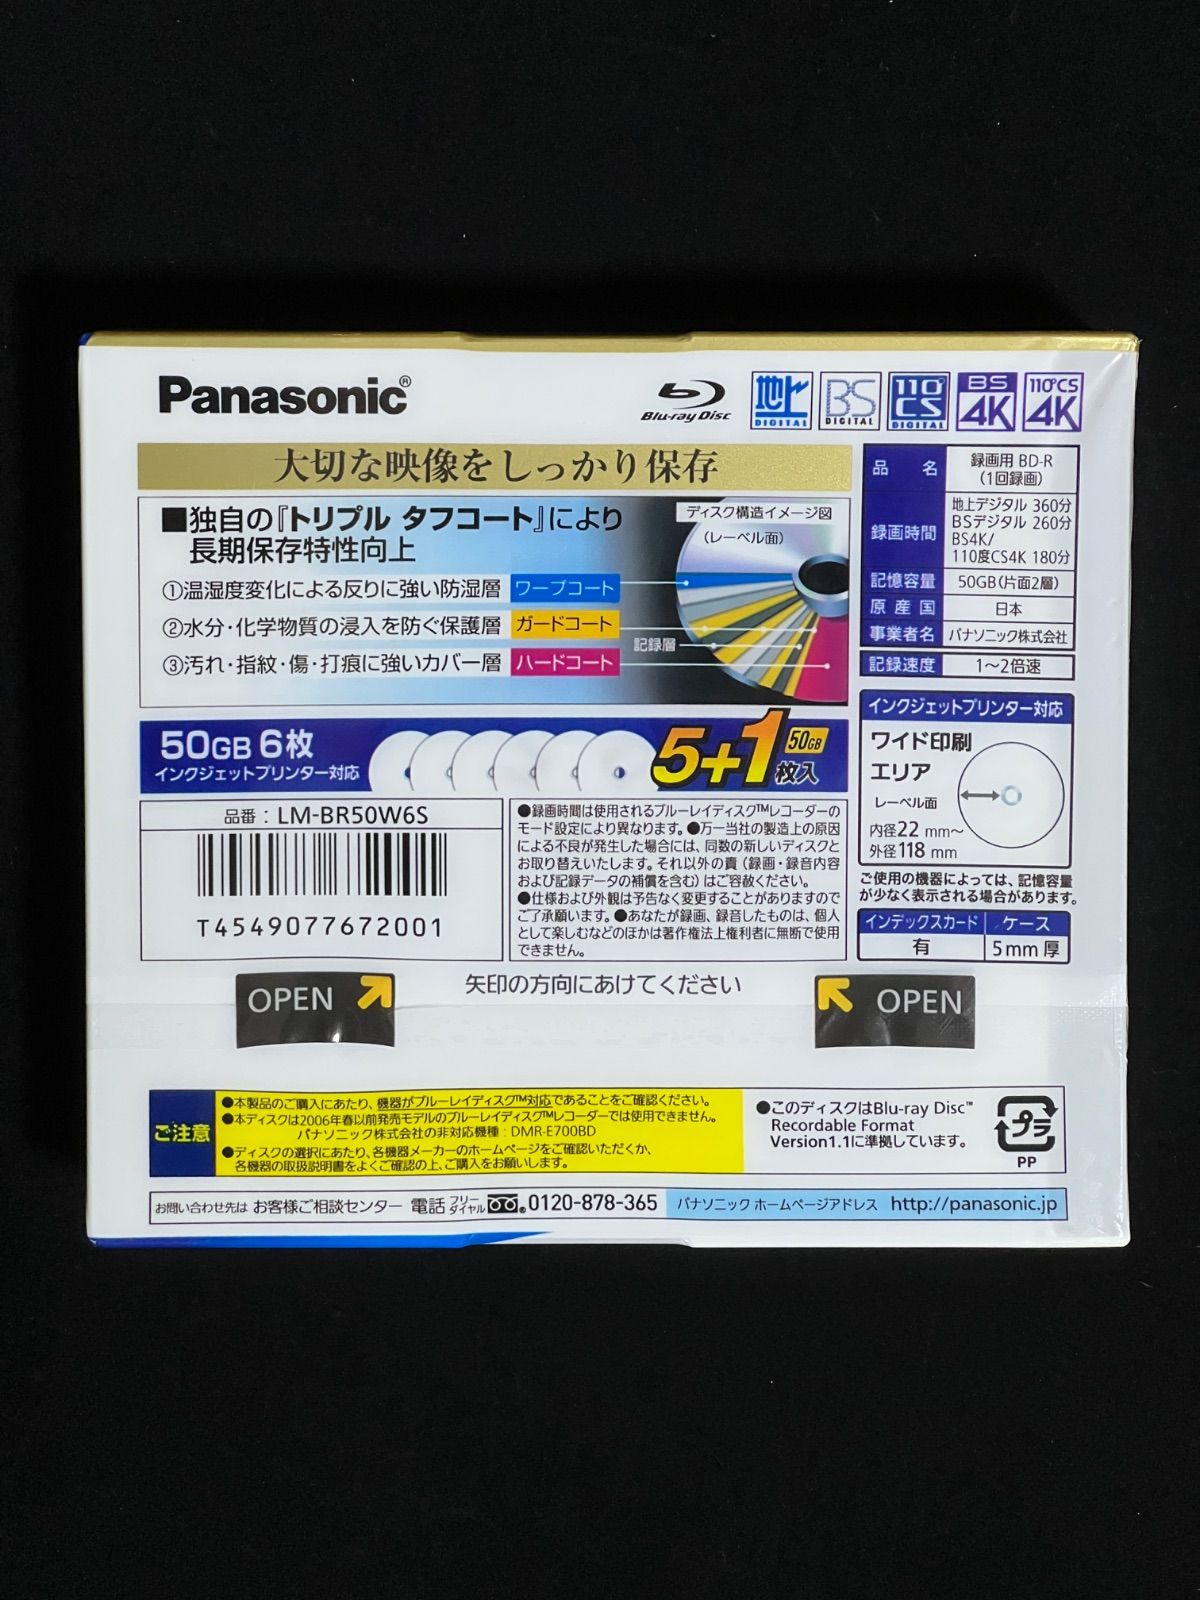 Panasonic®
Blu-ray Disc
地上
DIGITAL
BS
DIGITAL
110°
CS
DIGITAL
BS
4K
110°CS
4K
大切な映像をしっかり保存
■独自の『トリプル タフコート』により
長期保存特性向上
①温湿度変化による反りに強い防湿層 ワープコート
②水分・化学物質の浸入を防ぐ保護層 ガードコート
③汚れ・指紋・傷・打痕に強いカバー層 ハードコート
ディスク構造イメージ図
(レーベル面)
記録層
品名 録画用 BD-R
(1回録画)
録画時間 地上デジタル 360分
BSデジタル 260分
BS4K/
110度CS4K 180分
記憶容量 50GB(片面2層)
原産国 日本
事業者名 パナソニック株式会社
記録速度 1~2倍速
50GB 6枚
インクジェットプリンター対応
5+1 50GB
枚入
インクジェットプリンター対応
ワイド印刷
エリア
レーベル面
内径22 mm~
外径118 mm
ご使用の機器によっては、記憶容量
が少なく表示される場合があります。
インデックスカード ケース
有 5mm厚
品番 : LM-BR50W6S
T4549077672001
●録画時間は使用されるブルーレイディスク™レコーダーの
モード設定により異なります。●万一当社の製造上の原因
による不良が発生した場合には、同数の新しいディスクと
お取り替えいたします。それ以外の責(録画・録音内容
および記録データの補償を含む)はご容赦ください。
●仕様および外観は予告なく変更することがありますので
ご了承願います。●あなたが録画、録音したものは、個人
として楽しむなどのほかは著作権法上権利者に無断で使用
できません。
OPEN
矢印の方向にあけてください
OPEN
ご注意
●本製品のご購入にあたり、機器がブルーレイディスク™対応であることをご確認ください。
●本ディスクは2006年春以前発売モデルのブルーレイディスク™レコーダーでは使用できません。
パナソニック株式会社の非対応機種：DMR-E700BD
●ディスクの選択にあたり、各機器メーカーのホームページをご確認いただくか、
各機器の取扱説明書をよくご確認の上、ご購入をお願いします。
●このディスクはBlu-ray Disc™
Recordable Format
Version1.1に準拠しています。
プラ
PP
お問い合わせ先は お客様ご相談センター 電話 フリーダイヤル 0120-878-365
パナソニック ホームページアドレス http://panasonic.jp